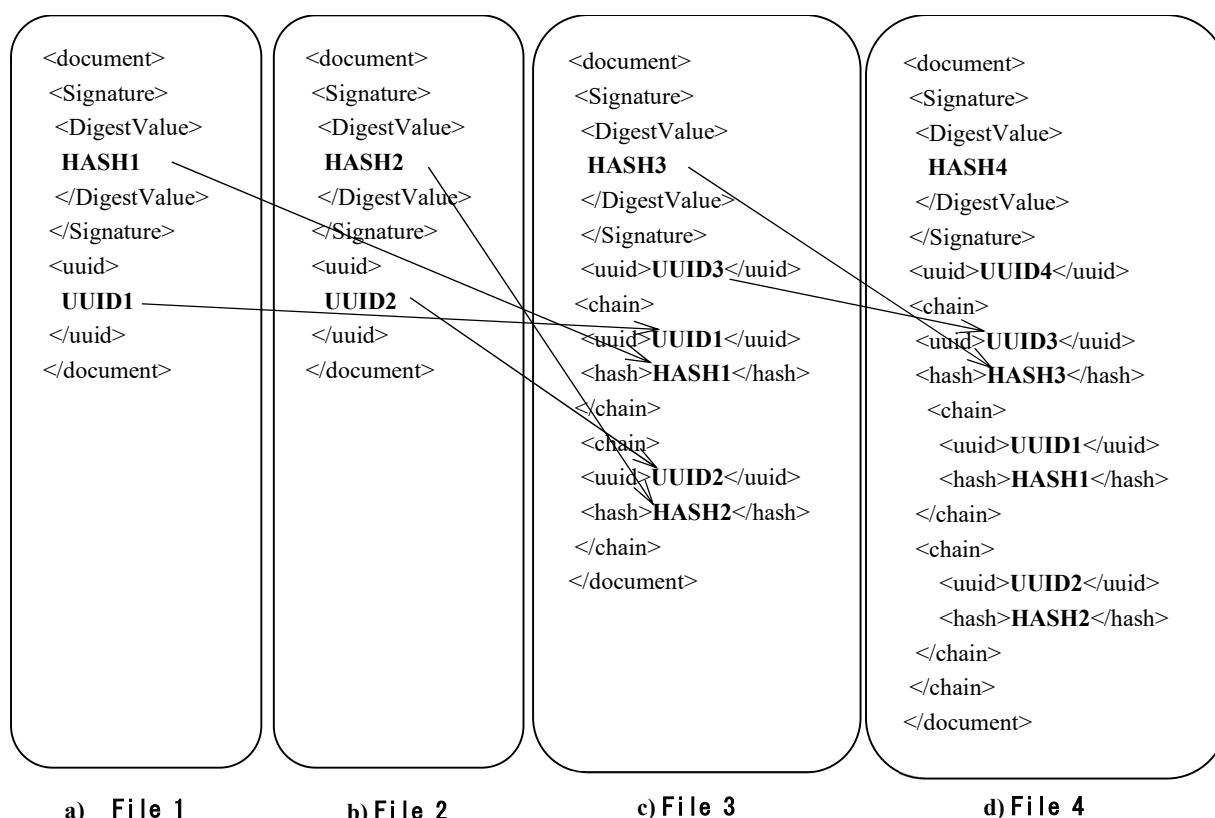 <document>
<Signature>
<DigestValue>
HASH1
</DigestValue>
</Signature>
<uuid>
UUID1
</uuid>
</document>
a) File 1
<document>
<Signature>
<DigestValue>
HASH2
</DigestValue>
</Signature>
<uuid>
UUID2
</uuid>
</document>
b) File 2
<document>
<Signature>
<DigestValue>
HASH3
</DigestValue>
</Signature>
<uuid>UUID3</uuid>
<chain>
<uuid>UUID1</uuid>
<hash>HASH1</hash>
</chain>
<chain>
<uuid>UUID2</uuid>
<hash>HASH2</hash>
</chain>
</document>
c) File 3
<document>
<Signature>
<DigestValue>
HASH4
</DigestValue>
</Signature>
<uuid>UUID4</uuid>
<chain>
<uuid>UUID3</uuid>
<hash>HASH3</hash>
<chain>
<uuid>UUID1</uuid>
<hash>HASH1</hash>
</chain>
<chain>
<uuid>UUID2</uuid>
<hash>HASH2</hash>
</chain>
</chain>
</document>
d) File 4